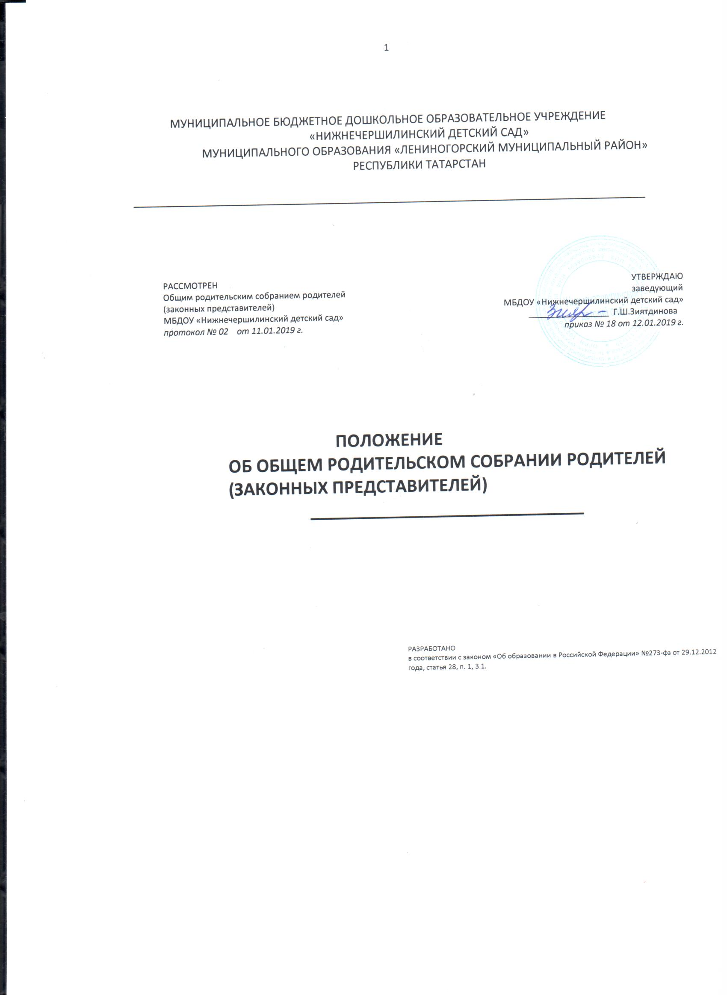 1
МУНИЦИПАЛЬНОЕ БЮДЖЕТНОЕ ДОШКОЛЬНОЕ ОБРАЗОВАТЕЛЬНОЕ УЧРЕЖДЕНИЕ
«НИЖНЕЧЕРШИЛИНСКИЙ ДЕТСКИЙ САД»
МУНИЦИПАЛЬНОГО ОБРАЗОВАНИЯ «ЛЕНИНОГОРСКИЙ МУНИЦИПАЛЬНЫЙ РАЙОН»
РЕСПУБЛИКИ ТАТАРСТАН
РАССМОТРЕН
Общим родительским собранием родителей
(законных представителей)
МБДОУ «Нижнечершилинский детский сад»
протокол № 02 от 11.01.2019 г.
УТВЕРЖДАЮ
заведующий
МБДОУ «Нижнечершилинский детский сад»
Г.Ш.Зиятдинова
приказ № 18 от 12.01.2019 г.
ПОЛОЖЕНИЕ
ОБ ОБЩЕМ РОДИТЕЛЬСКОМ СОБРАНИИ РОДИТЕЛЕЙ
(ЗАКОННЫХ ПРЕДСТАВИТЕЛЕЙ)
РАЗРАБОТАНО
в соответствии с законом «Об образовании в Российской Федерации» №273-фз от 29.12.2012
года, статья 28, п. 1, 3.1.